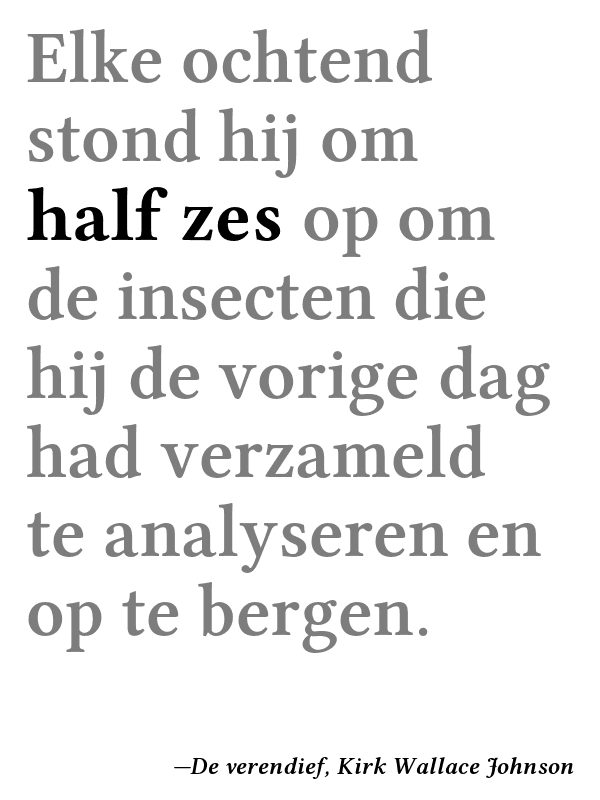 Elke ochtend
stond hij om
half zes op om
de insecten die
hij de vorige dag
had verzameld
te analyseren en
op te bergen.
—De verendief, Kirk Wallace Johnson